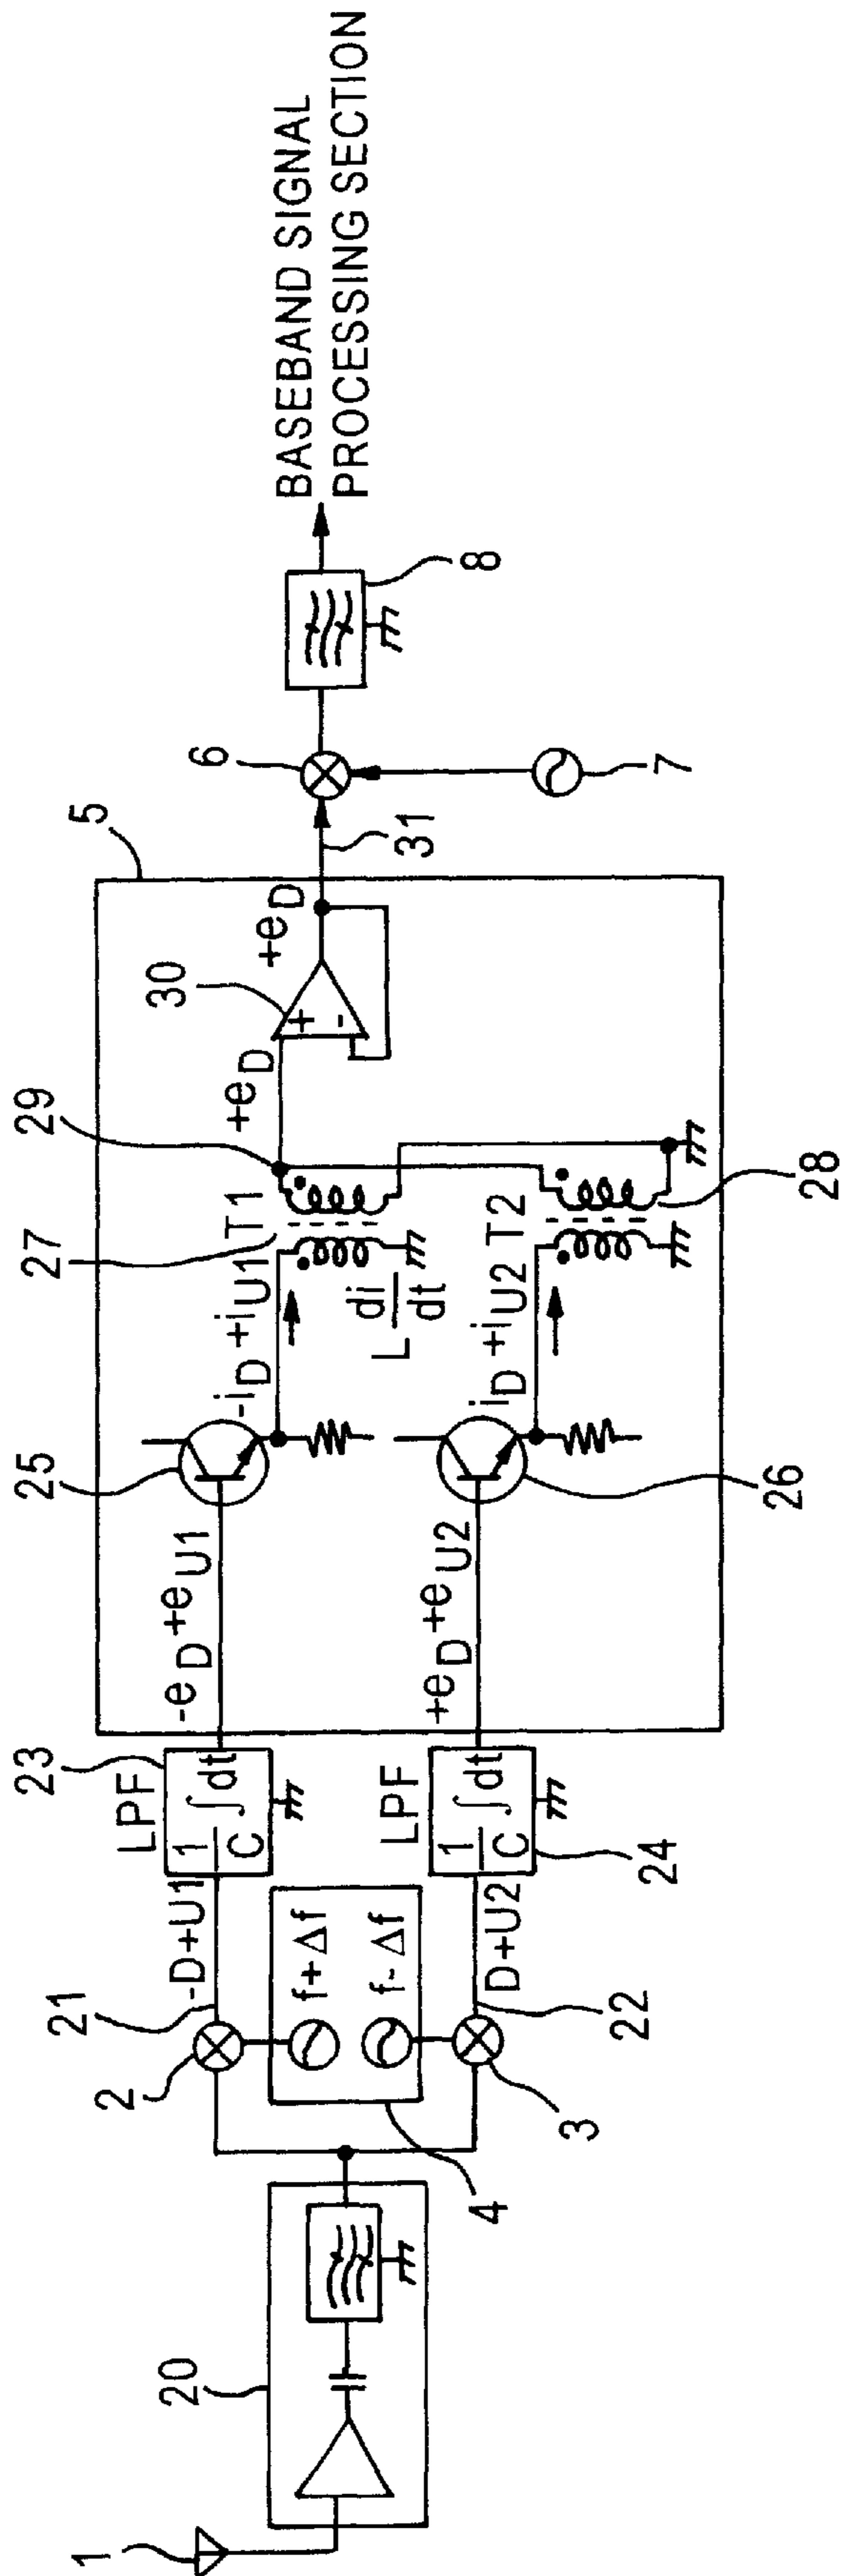 1
20
2
21
-D+U1
LPF
23
1/C ∫dt
f+Δf
f-Δf
4
3
22
D+U2
LPF
1/C ∫dt
24
5
-eD+eU1
25
-iD+iU1
T1
27
29
L di/dt
+eD+eU2
26
iD+iU2
T2
28
+eD
30
+
-
+eD
31
6
7
8
BASEBAND SIGNAL
PROCESSING SECTION